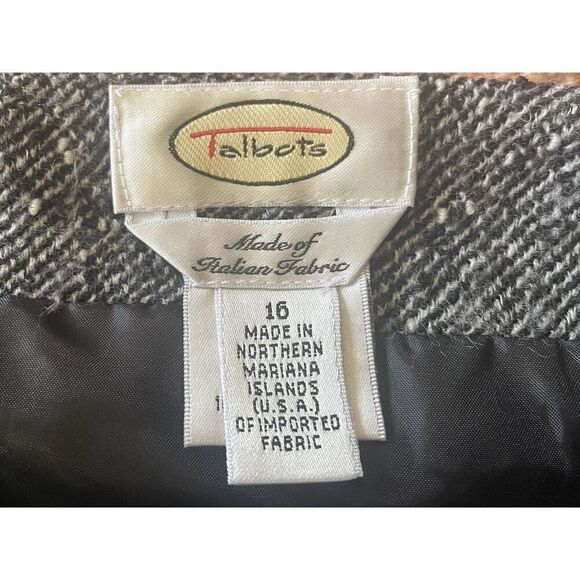 Talbots
Made of
Italian Fabric
16
MADE IN
NORTHERN
MARIANA
ISLANDS
(U.S.A.)
OF IMPORTED
FABRIC